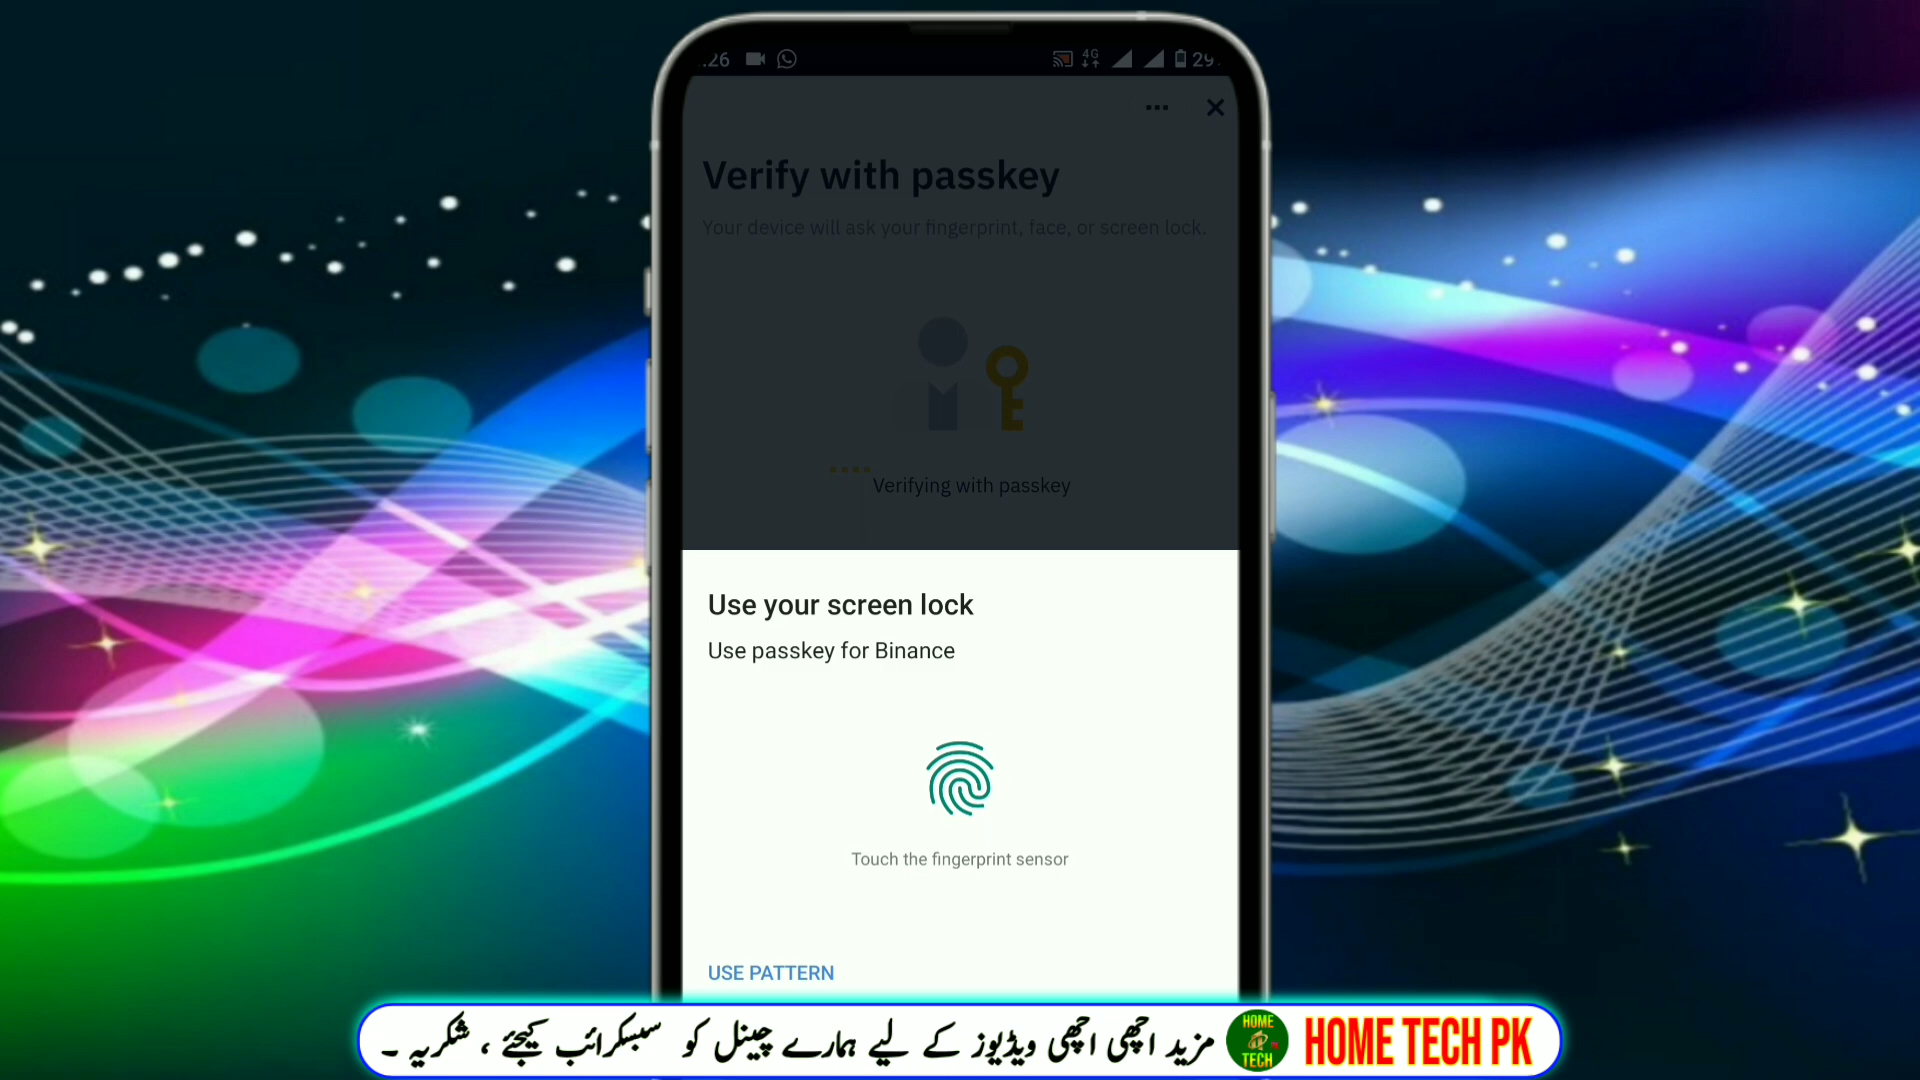 :26
4G
29
Verify with passkey
Your device will ask your fingerprint, face, or screen lock.
Verifying with passkey
Use your screen lock
Use passkey for Binance
Touch the fingerprint sensor
USE PATTERN
مزید اچھی اچھی ویڈیوز کے لیے ہمارے چینل کو سبسکرائب کیجئے ، شکریہ ۔
HOME
TECH
HOME TECH PK